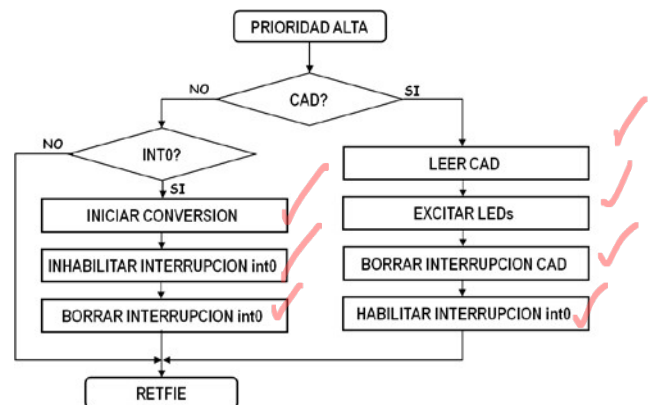 PRIORIDAD ALTA
NO
CAD?
SI
NO
INT0?
SI
LEER CAD
INICIAR CONVERSION
EXCITAR LEDs
INHABILITAR INTERRUPCION int0
BORRAR INTERRUPCION CAD
BORRAR INTERRUPCION int0
HABILITAR INTERRUPCION int0
RETFIE